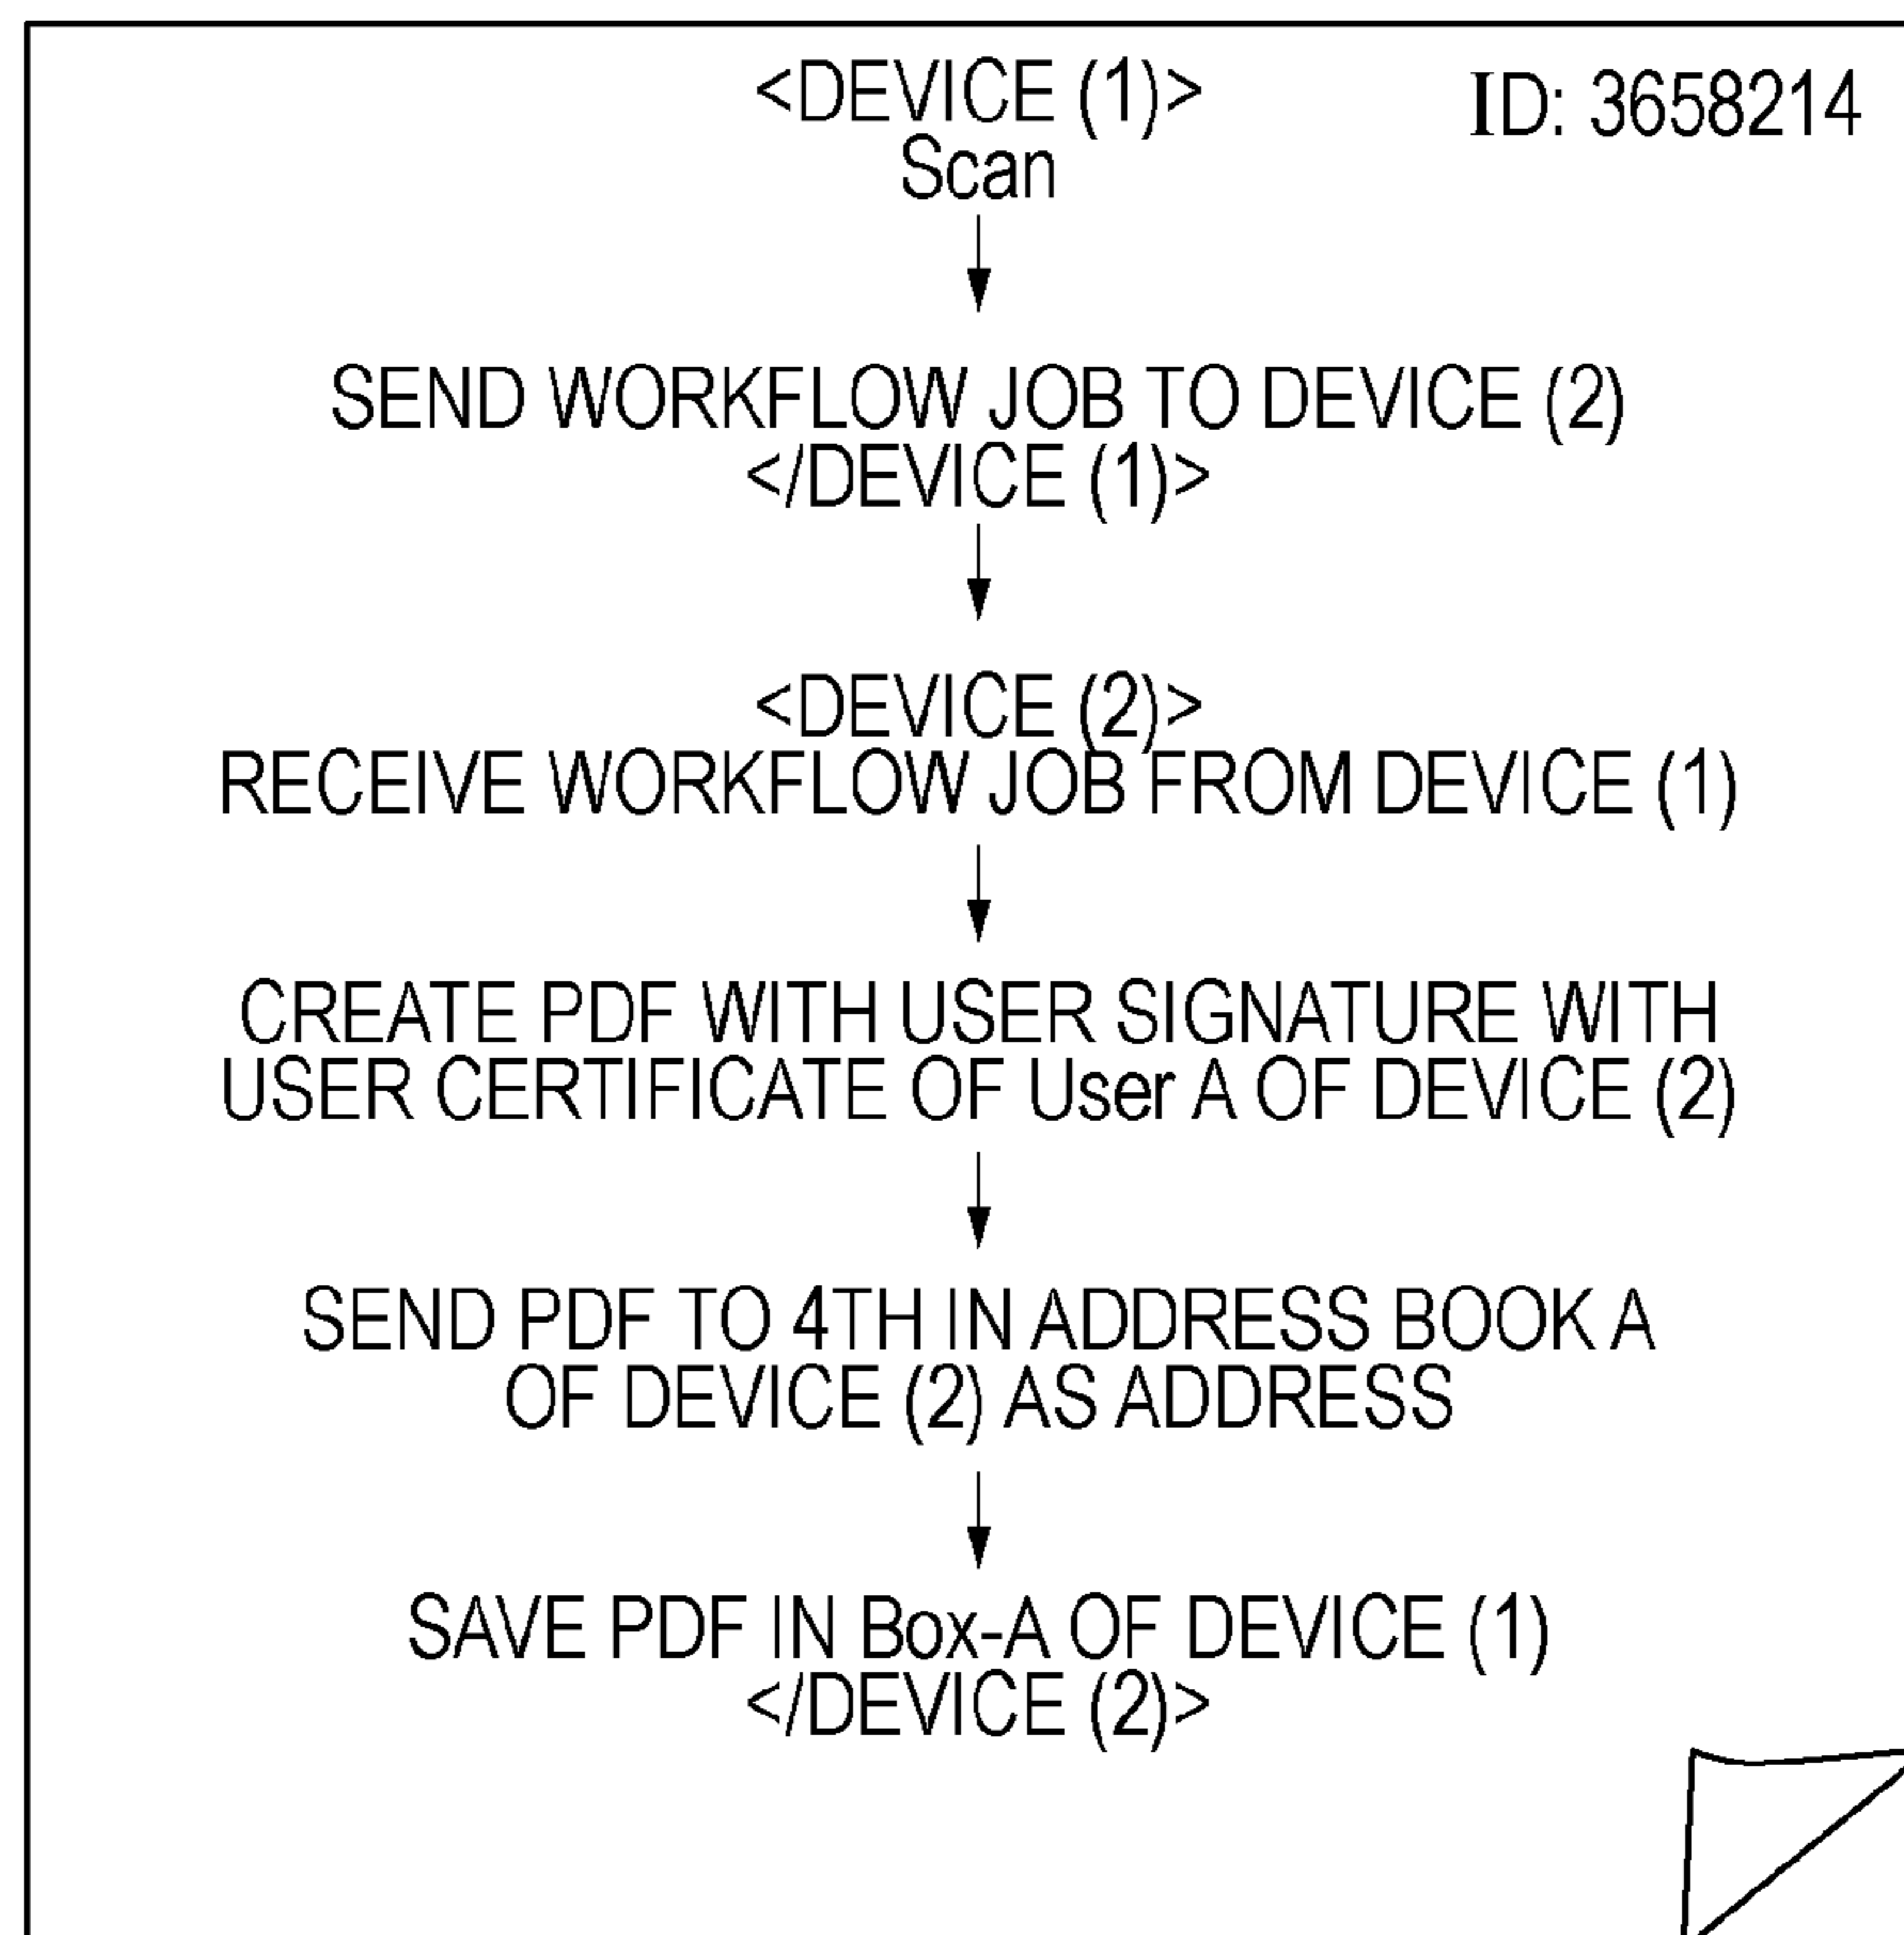 <DEVICE (1)>
ID: 3658214
Scan
SEND WORKFLOW JOB TO DEVICE (2)
</DEVICE (1)>
<DEVICE (2)>
RECEIVE WORKFLOW JOB FROM DEVICE (1)
CREATE PDF WITH USER SIGNATURE WITH
USER CERTIFICATE OF User A OF DEVICE (2)
SEND PDF TO 4TH IN ADDRESS BOOK A
OF DEVICE (2) AS ADDRESS
SAVE PDF IN Box-A OF DEVICE (1)
</DEVICE (2)>